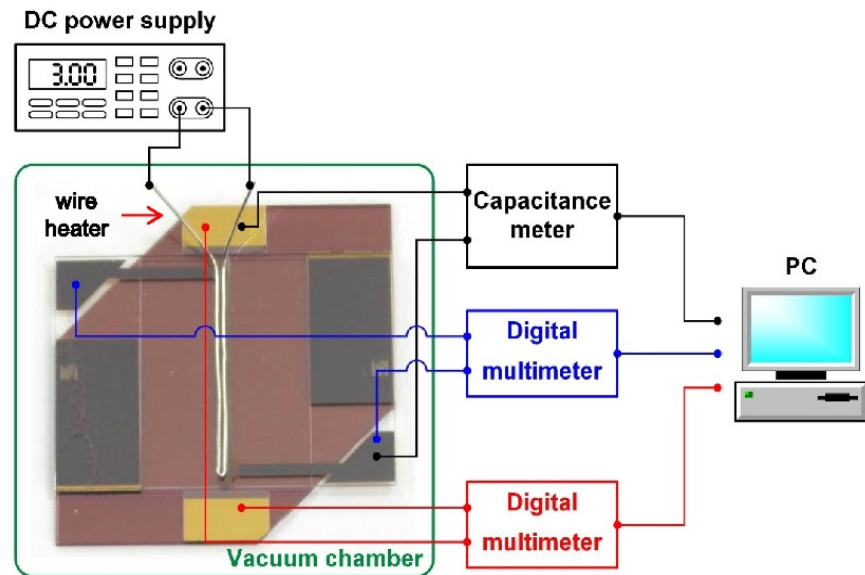 DC power supply
3.00
wire
heater
Capacitance
meter
PC
Digital
multimeter
Digital
multimeter
Vacuum chamber